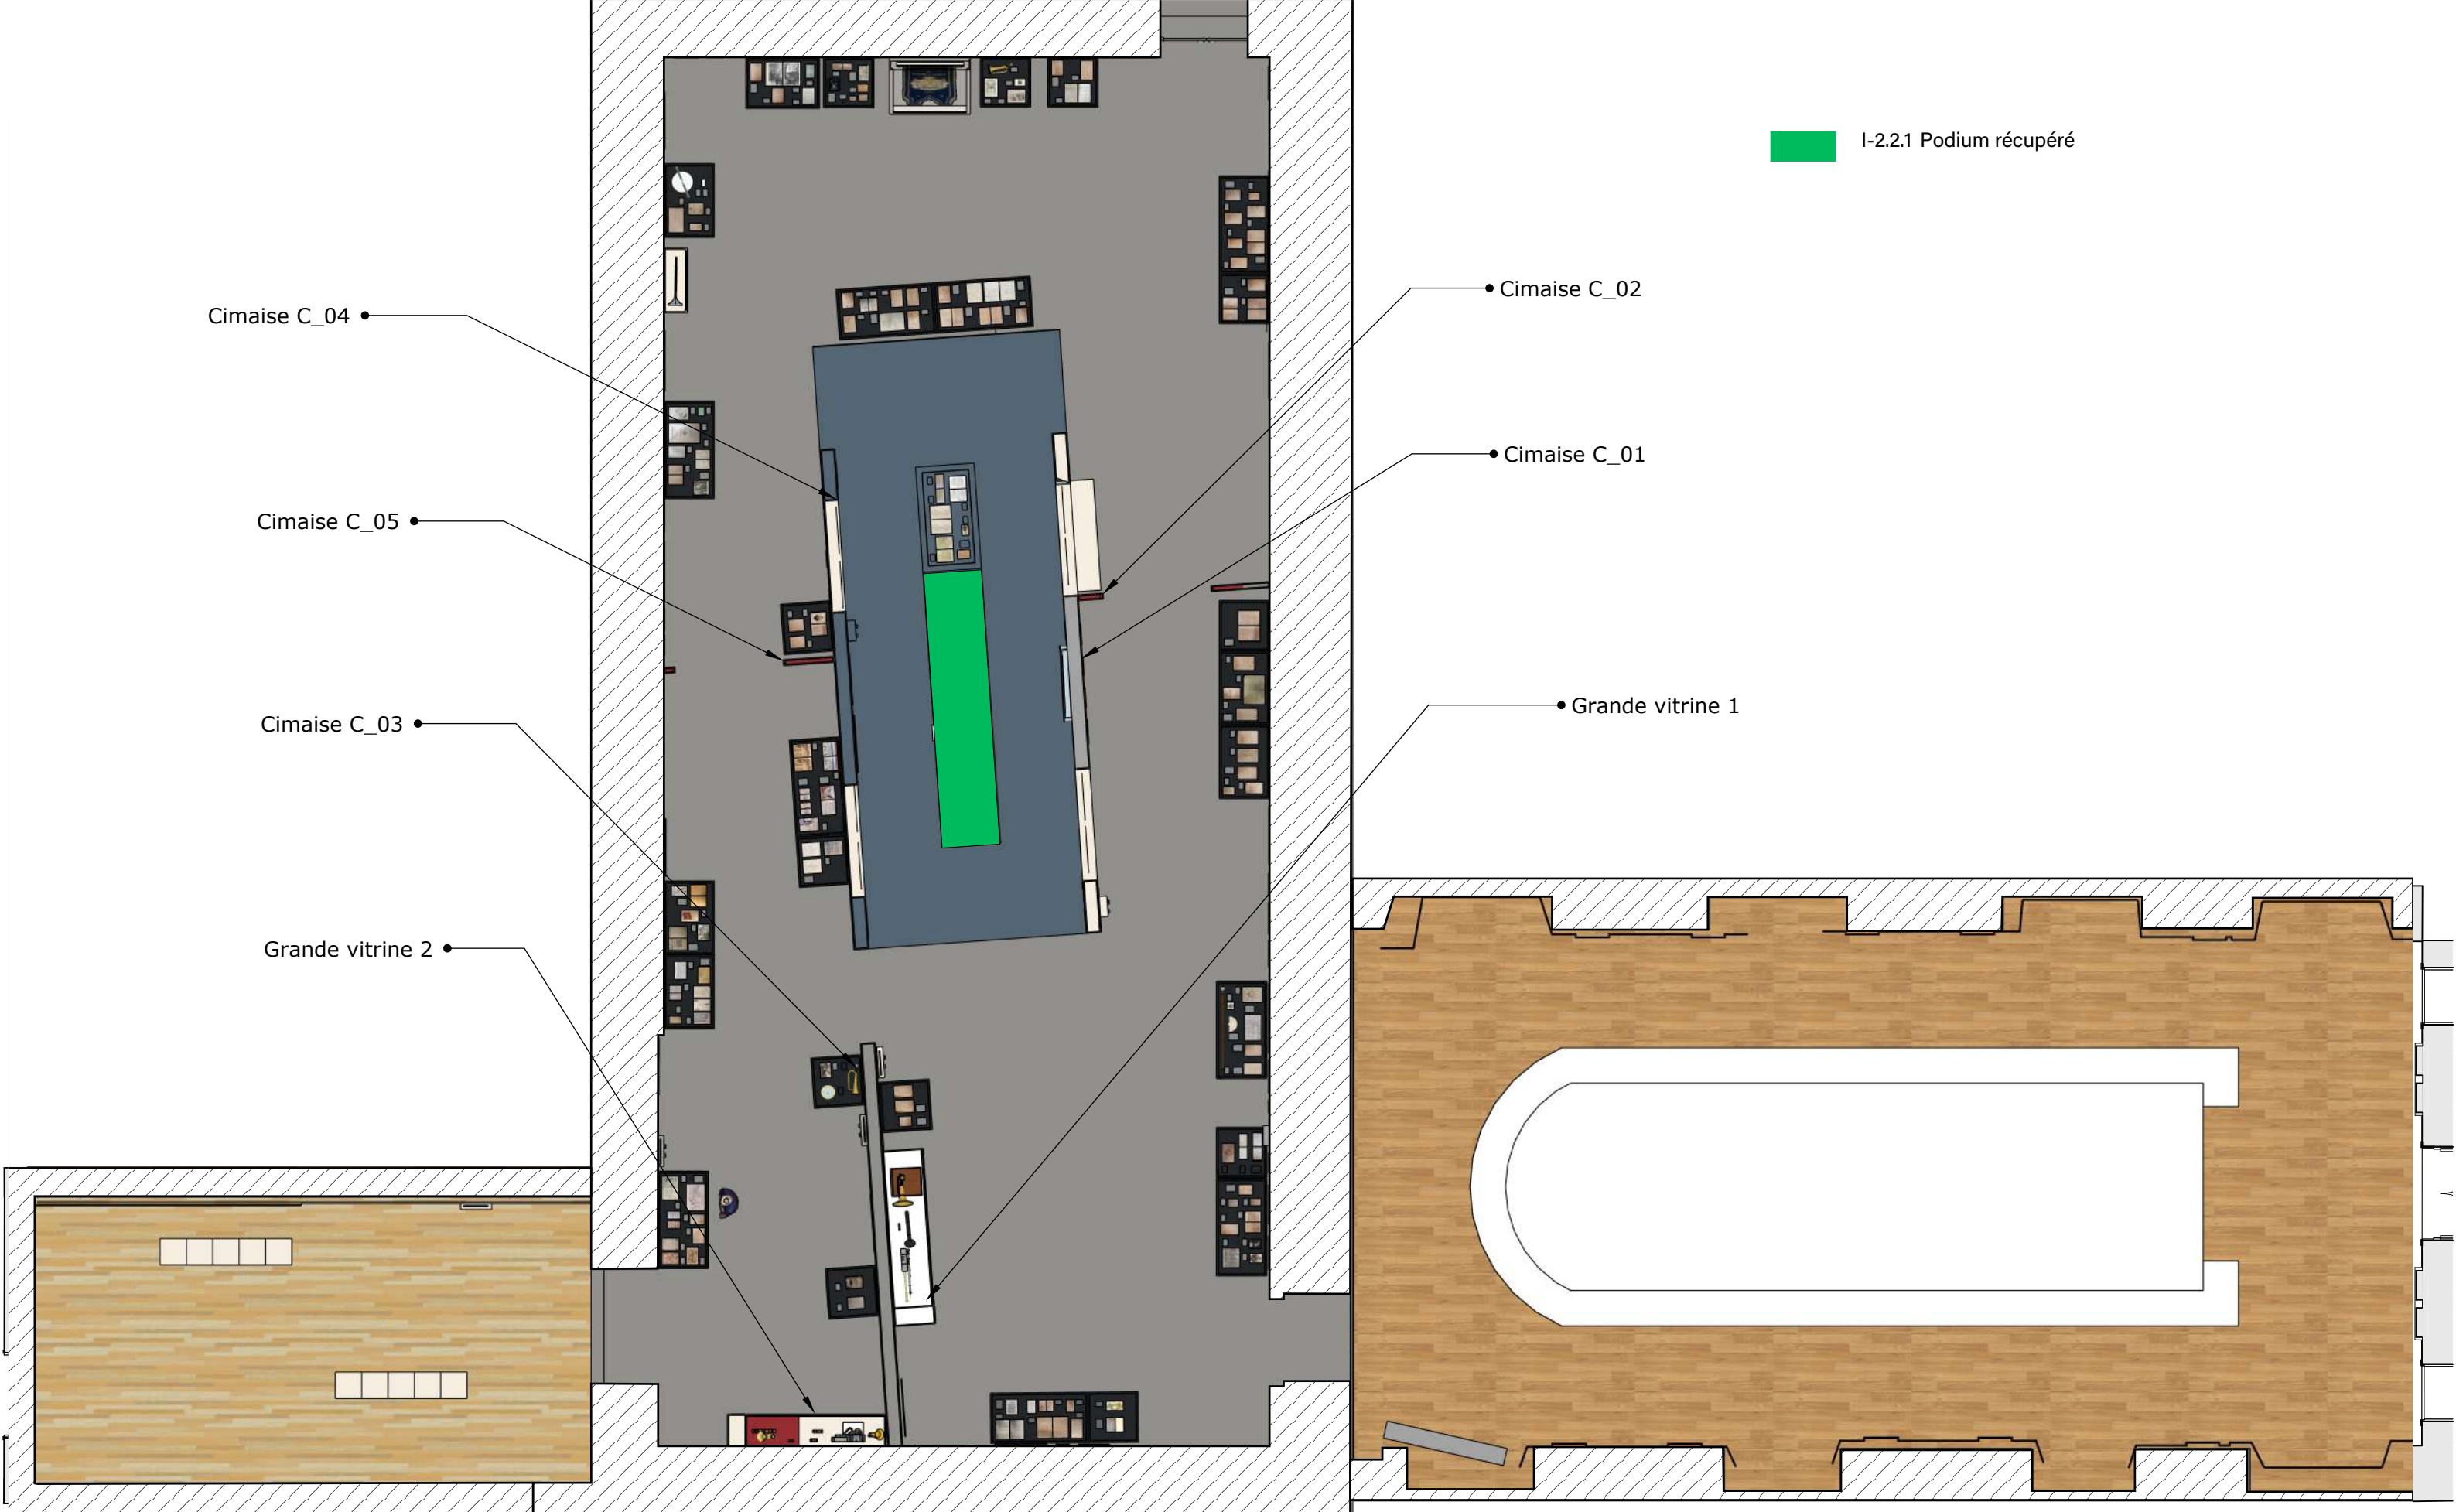 I-2.2.1 Podium récupéré
Cimaise C_02
Cimaise C_04
Cimaise C_01
Cimaise C_05
Grande vitrine 1
Cimaise C_03
Grande vitrine 2